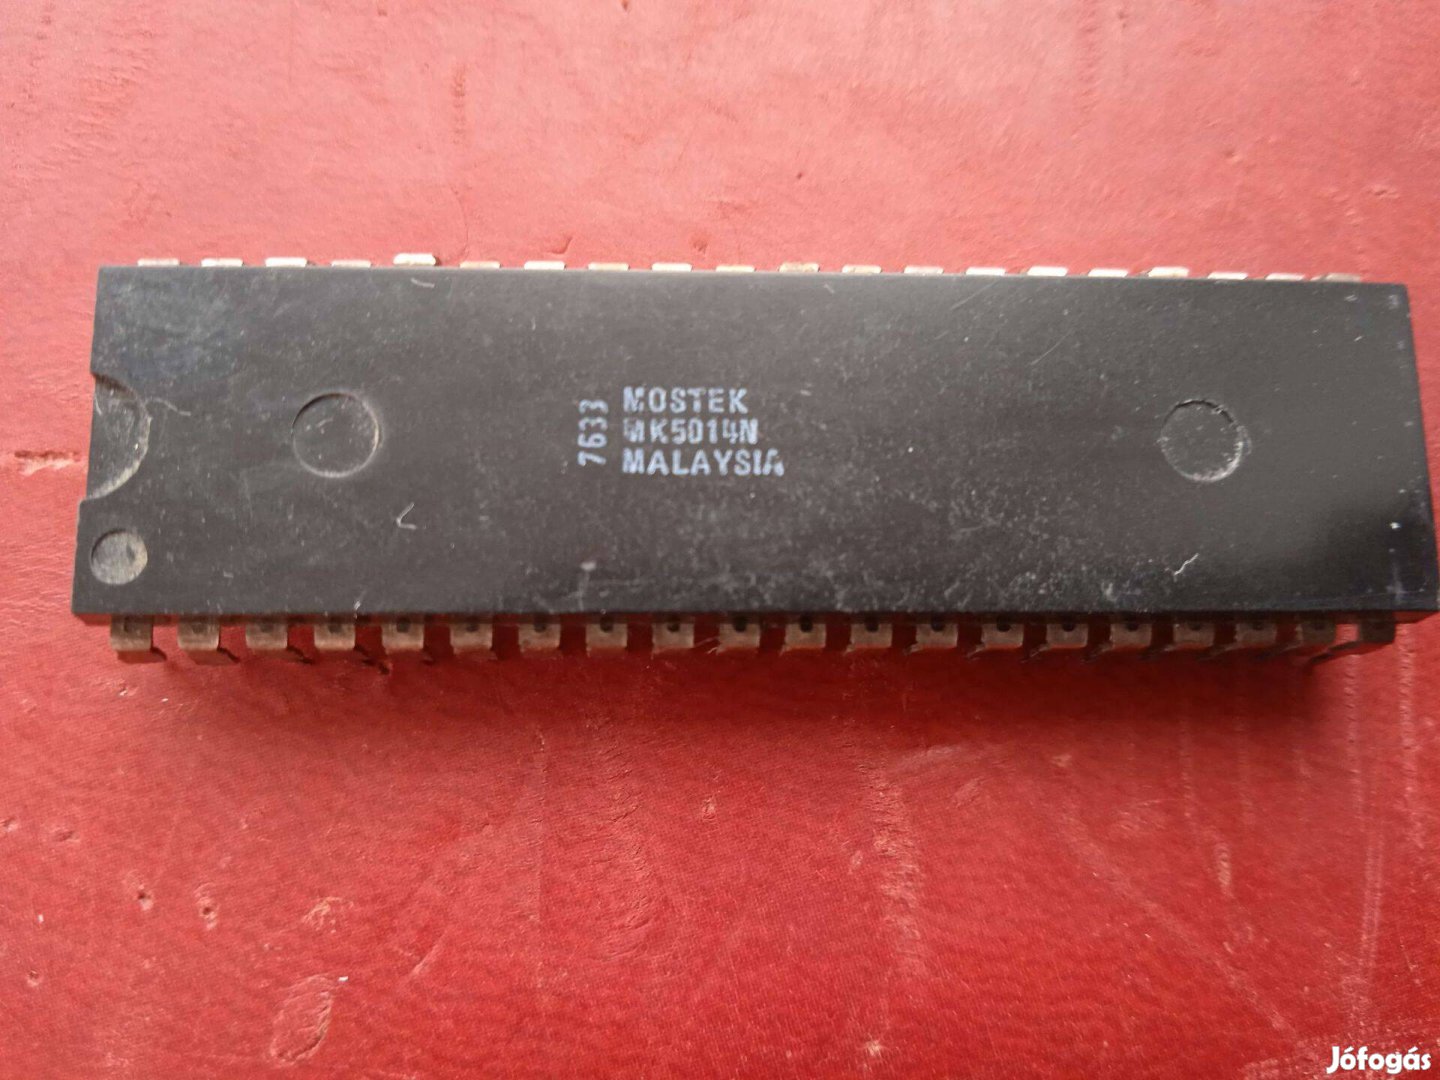 7633
MOSTEK
MK5014N
MALAYSIA
Jófogás